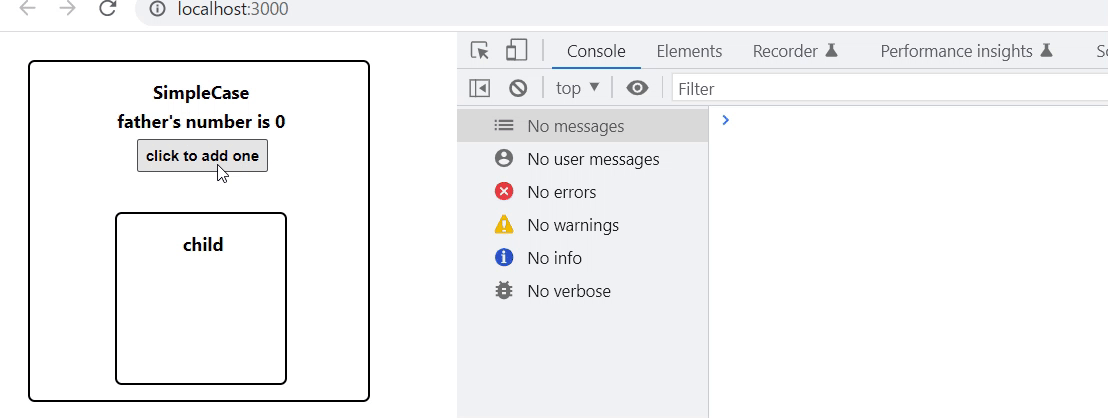 localhost:3000
SimpleCase
father's number is 0
click to add one
child
Console Elements Recorder Performance insights
top Filter
No messages
No user messages
No errors
No warnings
No info
No verbose